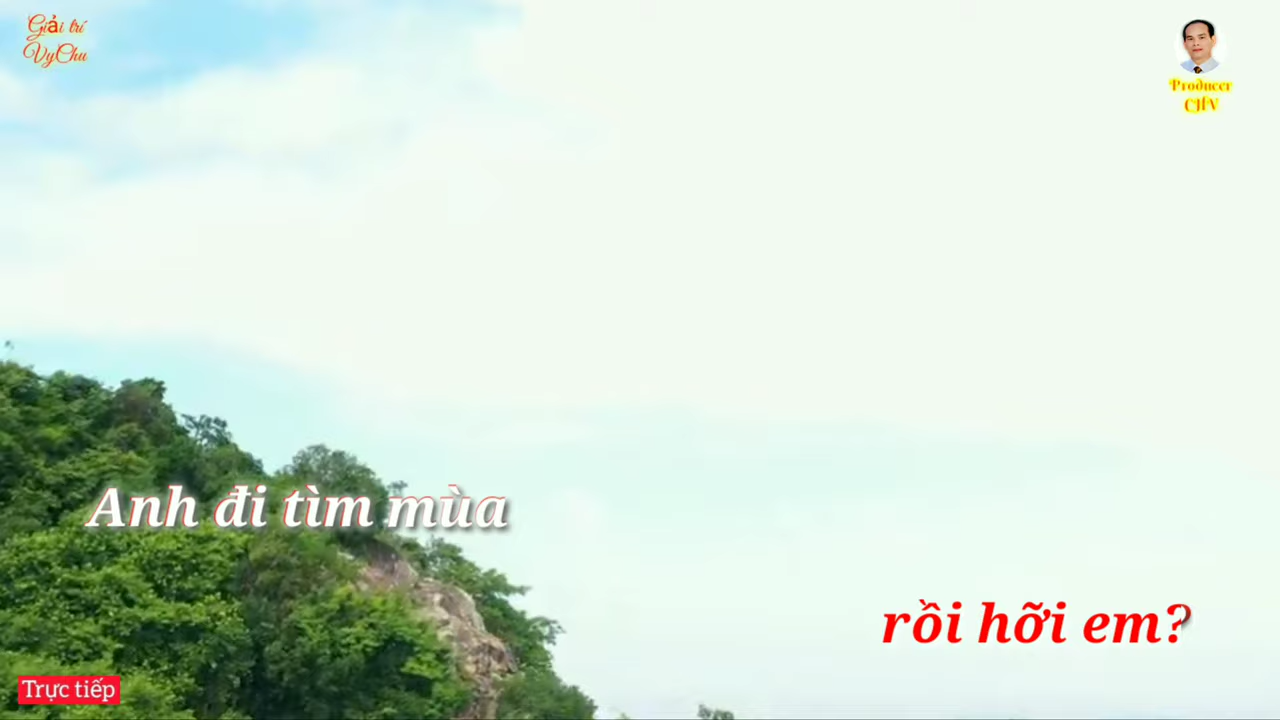 Giải trí
VyChu
Producer
CHV
Anh đi tìm mùa
rồi hỡi em?
Trực tiếp